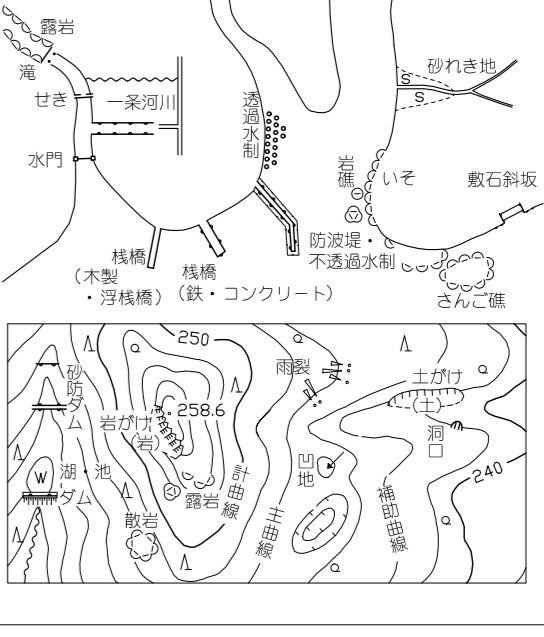 露岩
滝
せき
一条河川
水門
透過水制
砂れき地
S
S
岩礁
いそ
敷石斜坂
防波堤・
不透過水制
桟橋
（木製
・浮桟橋）
桟橋
（鉄・コンクリート）
さんご礁
250
雨裂
土がけ
(土)
砂防ダム
258.6
岩がけ
(岩)
洞口
湖・池
W
ダム
凹地
240
露岩
計曲線
主曲線
補助曲線
散岩